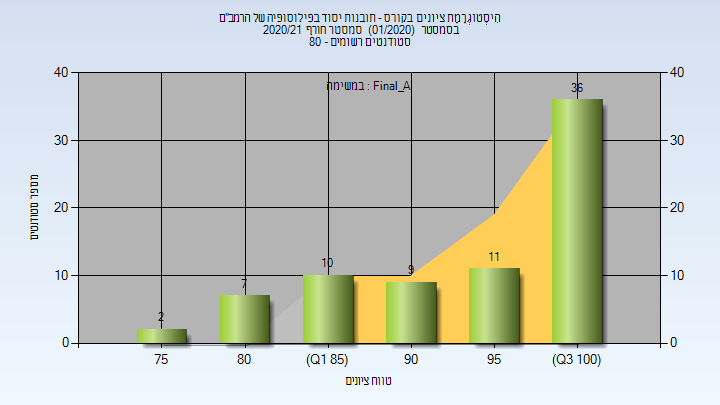 היסטוגרמת ציונים בקורס - תובנות יסוד בפילוסופיה של הרמב"ם
בסמסטר (01/2020) סמסטר חורף 2020/21
סטודנטים רשומים - 80
במשימה : Final_A
40 40
30 30
20 20
10 10
0 0
מספר סטודנטים
2 7 10 9 11 36
75 80 (Q1 85) 90 95 (Q3 100)
טווח ציונים